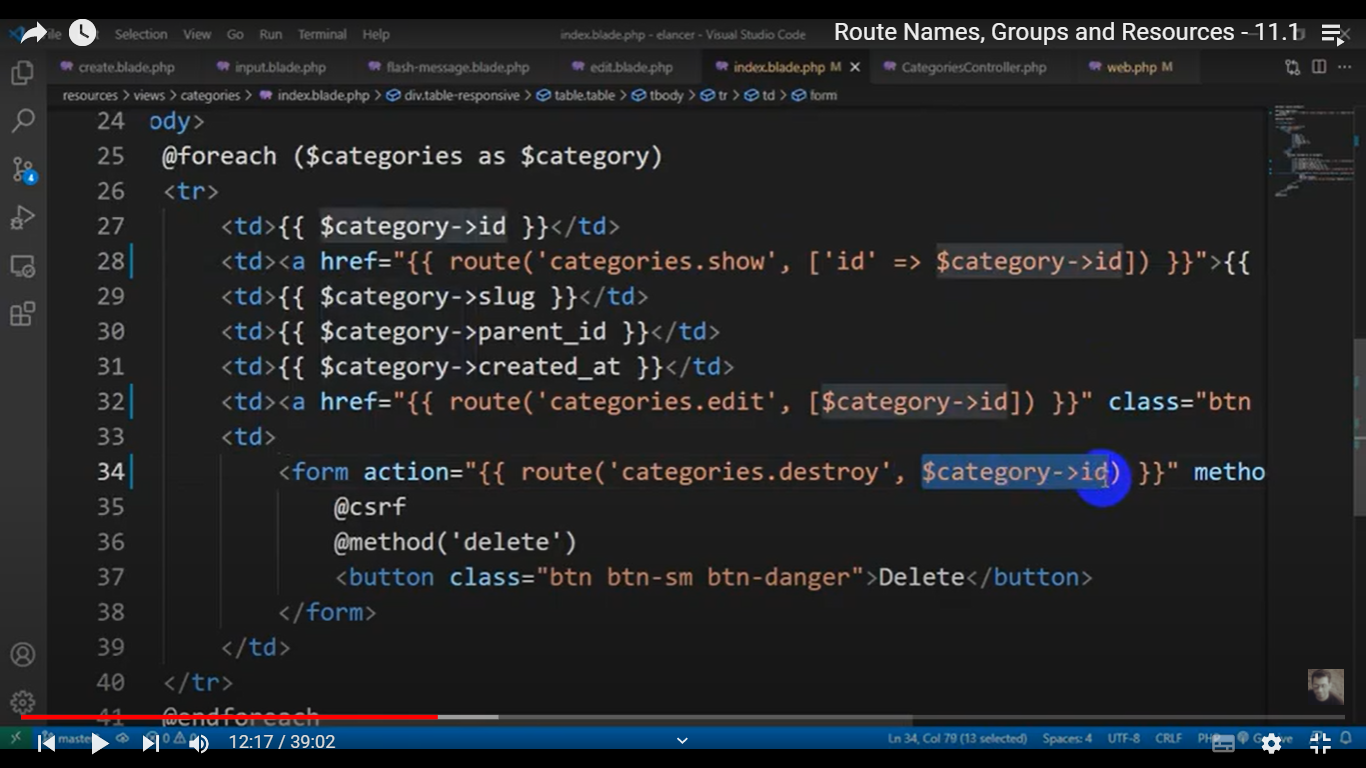 Selection View Go Run Terminal Help
index.blade.php - elancer - Visual Studio Code
Route Names, Groups and Resources - 11.1
create.blade.php input.blade.php flash-message.blade.php edit.blade.php index.blade.php M CategoriesController.php web.php M
resources > views > categories > index.blade.php > div.table-responsive > table.table > tbody > tr > td > form
24 ody>
25 @foreach ($categories as $category)
26 <tr>
27 <td>{{ $category->id }}</td>
28 <td><a href="{{ route('categories.show', ['id' => $category->id]) }}">{{
29 <td>{{ $category->slug }}</td>
30 <td>{{ $category->parent_id }}</td>
31 <td>{{ $category->created_at }}</td>
32 <td><a href="{{ route('categories.edit', [$category->id]) }}" class="btn
33 <td>
34 <form action="{{ route('categories.destroy', $category->id) }}" metho
35 @csrf
36 @method('delete')
37 <button class="btn btn-sm btn-danger">Delete</button>
38 </form>
39 </td>
40 </tr>
41 @endforeach
4
12:17 / 39:02
Ln 34, Col 79 (13 selected) Spaces: 4 UTF-8 CRLF